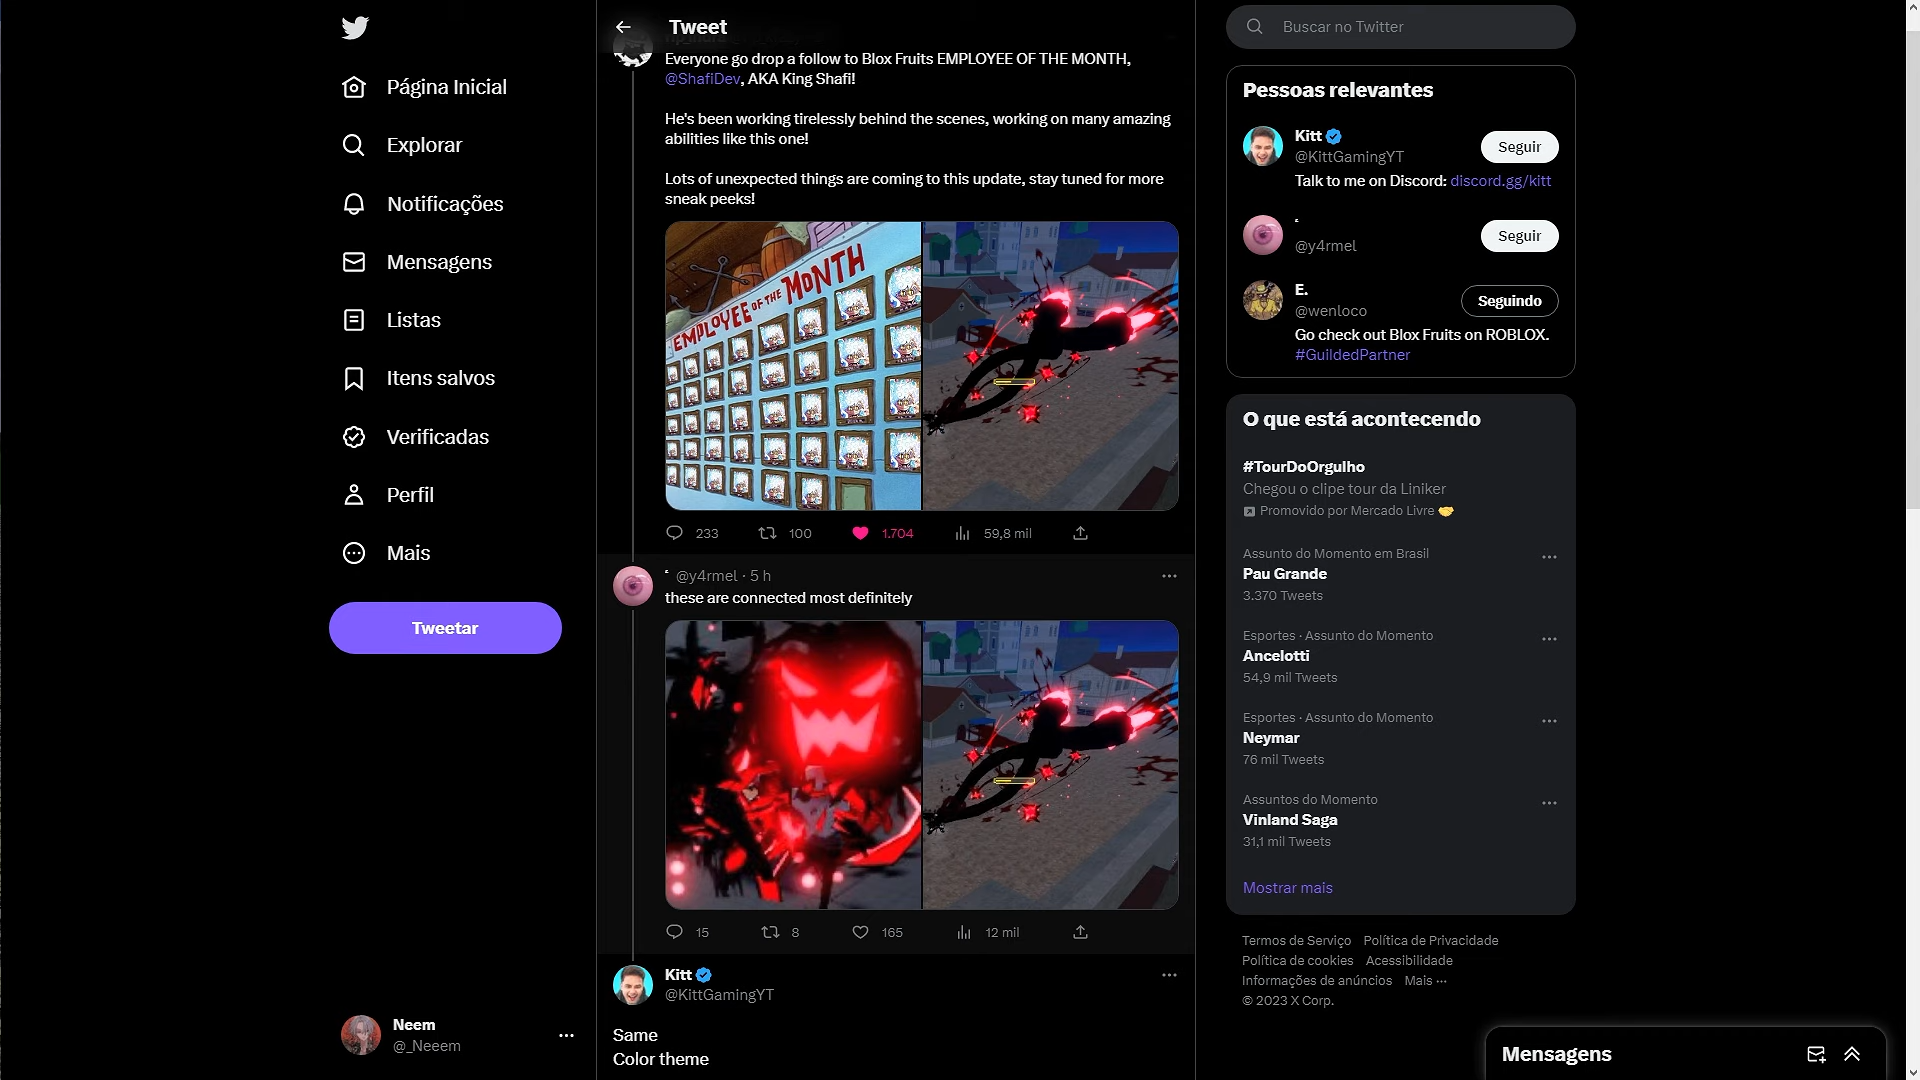 Página Inicial
Explorar
Notificações
Mensagens
Listas
Itens salvos
Verificadas
Perfil
Mais
Tweetar
Neem
@_Neeem
Tweet
Everyone go drop a follow to Blox Fruits EMPLOYEE OF THE MONTH,
@ShafiDev, AKA King Shafi!
He's been working tirelessly behind the scenes, working on many amazing
abilities like this one!
Lots of unexpected things are coming to this update, stay tuned for more
sneak peeks!
EMPLOYEE OF THE MONTH
233 100 1.704 59,8 mil
@y4rmel · 5 h
these are connected most definitely
15 8 165 12 mil
Kitt
@KittGamingYT
Same
Color theme
Buscar no Twitter
Pessoas relevantes
Kitt
@KittGamingYT
Seguir
Talk to me on Discord: discord.gg/kitt
@y4rmel
Seguir
E.
@wenloco
Seguindo
Go check out Blox Fruits on ROBLOX.
#GuildedPartner
O que está acontecendo
#TourDoOrgulho
Chegou o clipe tour da Liniker
Promovido por Mercado Livre
Assunto do Momento em Brasil
Pau Grande
3.370 Tweets
Esportes · Assunto do Momento
Ancelotti
54,9 mil Tweets
Esportes · Assunto do Momento
Neymar
76 mil Tweets
Assuntos do Momento
Vinland Saga
31,1 mil Tweets
Mostrar mais
Termos de Serviço Política de Privacidade
Política de cookies Acessibilidade
Informações de anúncios Mais ···
© 2023 X Corp.
Mensagens